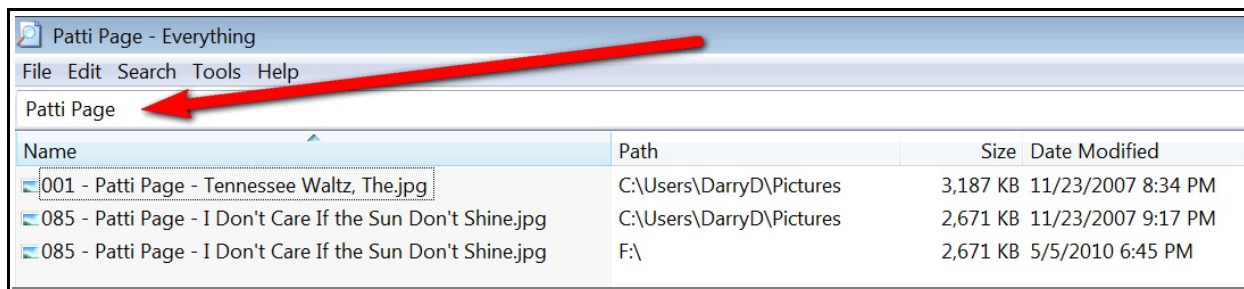 Patti Page - Everything
File Edit Search Tools Help
Patti Page
Name Path Size Date Modified
001 - Patti Page - Tennessee Waltz, The.jpg C:\Users\DarryD\Pictures 3,187 KB 11/23/2007 8:34 PM
085 - Patti Page - I Don't Care If the Sun Don't Shine.jpg C:\Users\DarryD\Pictures 2,671 KB 11/23/2007 9:17 PM
085 - Patti Page - I Don't Care If the Sun Don't Shine.jpg F:\ 2,671 KB 5/5/2010 6:45 PM